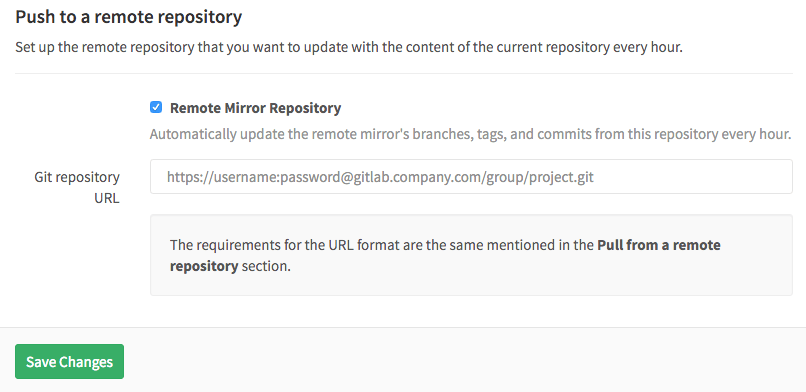 Push to a remote repository
Set up the remote repository that you want to update with the content of the current repository every hour.
Remote Mirror Repository
Automatically update the remote mirror's branches, tags, and commits from this repository every hour.
Git repository
URL
https://username:password@gitlab.company.com/group/project.git
The requirements for the URL format are the same mentioned in the Pull from a remote
repository section.
Save Changes